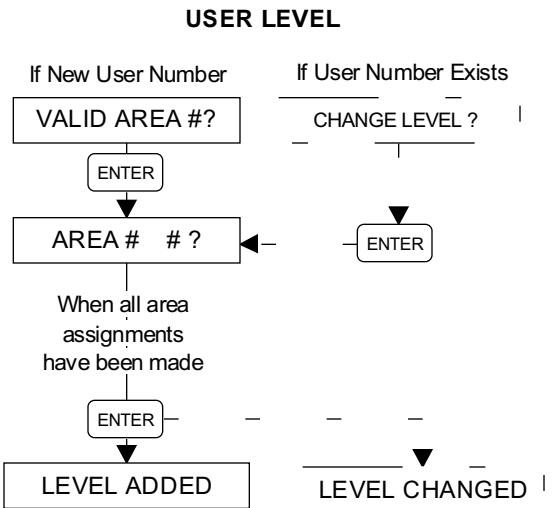 USER LEVEL
If New User Number
If User Number Exists
VALID AREA #?
CHANGE LEVEL ?
ENTER
AREA # # ?
ENTER
When all area
assignments
have been made
ENTER
LEVEL ADDED
LEVEL CHANGED